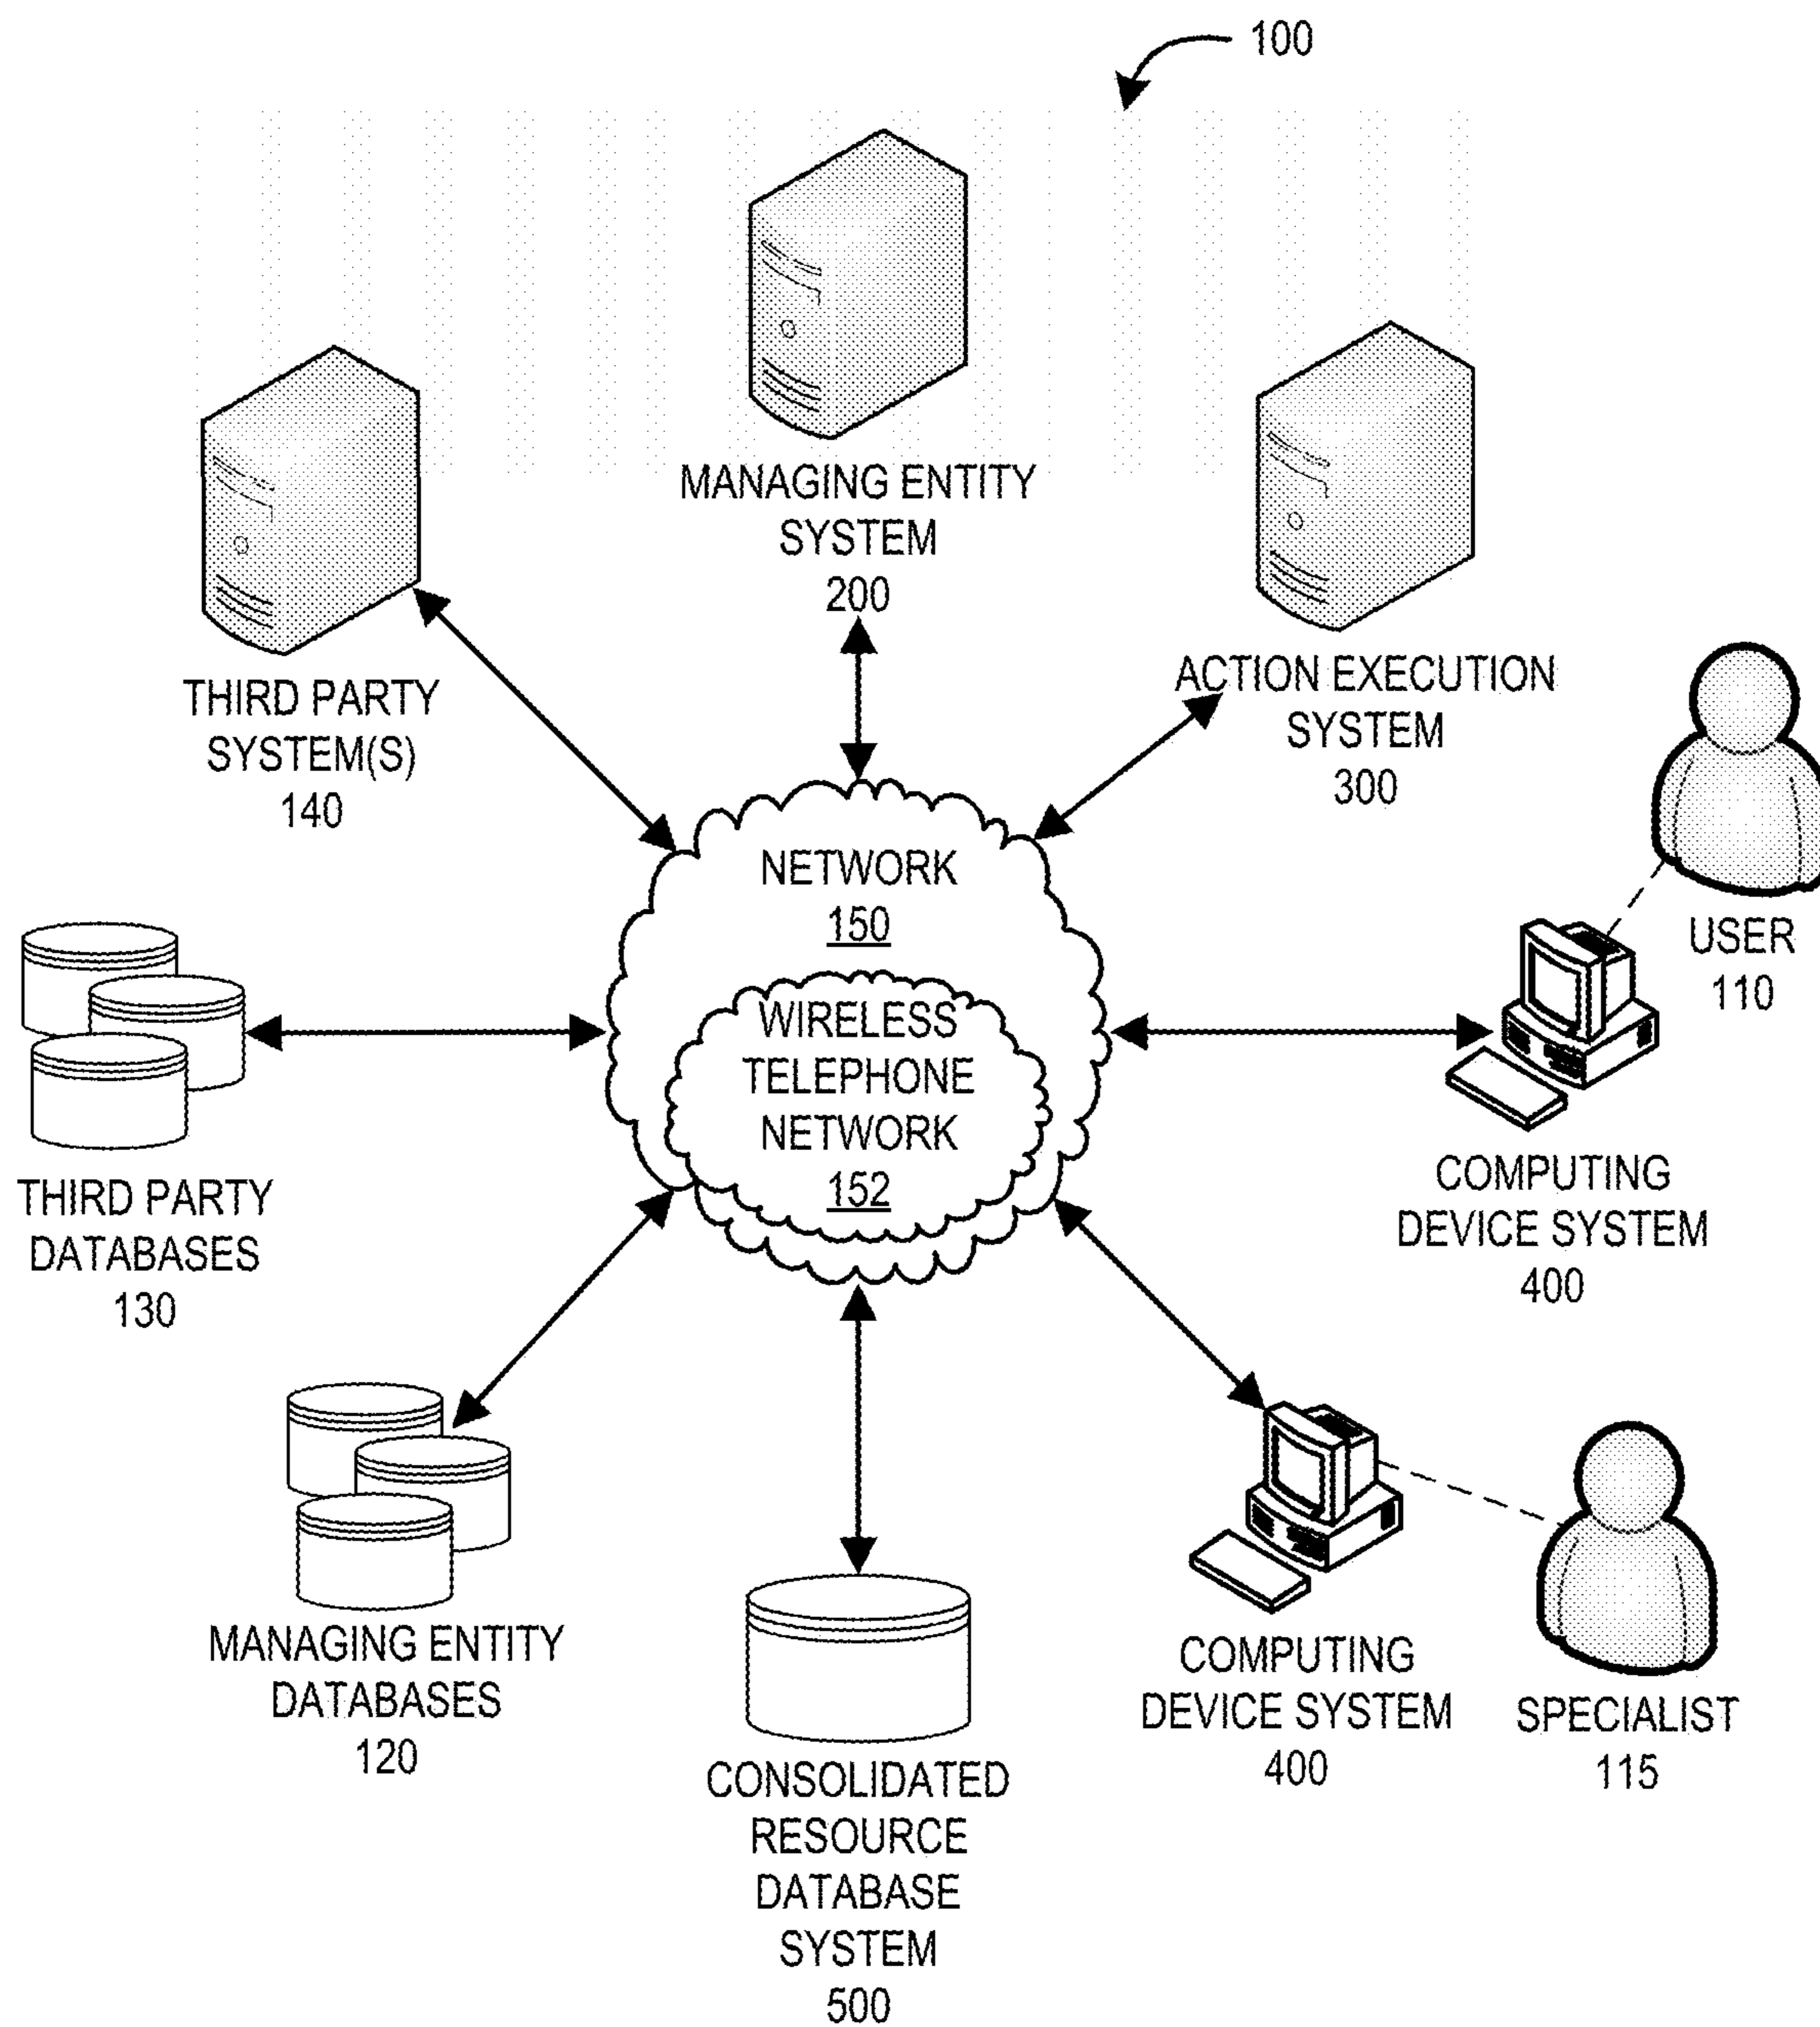 100
MANAGING ENTITY
SYSTEM
200
THIRD PARTY
SYSTEM(S)
140
ACTION EXECUTION
SYSTEM
300
NETWORK
150
WIRELESS
TELEPHONE
NETWORK
152
USER
110
THIRD PARTY
DATABASES
130
COMPUTING
DEVICE SYSTEM
400
MANAGING ENTITY
DATABASES
120
CONSOLIDATED
RESOURCE
DATABASE
SYSTEM
500
COMPUTING
DEVICE SYSTEM
400
SPECIALIST
115